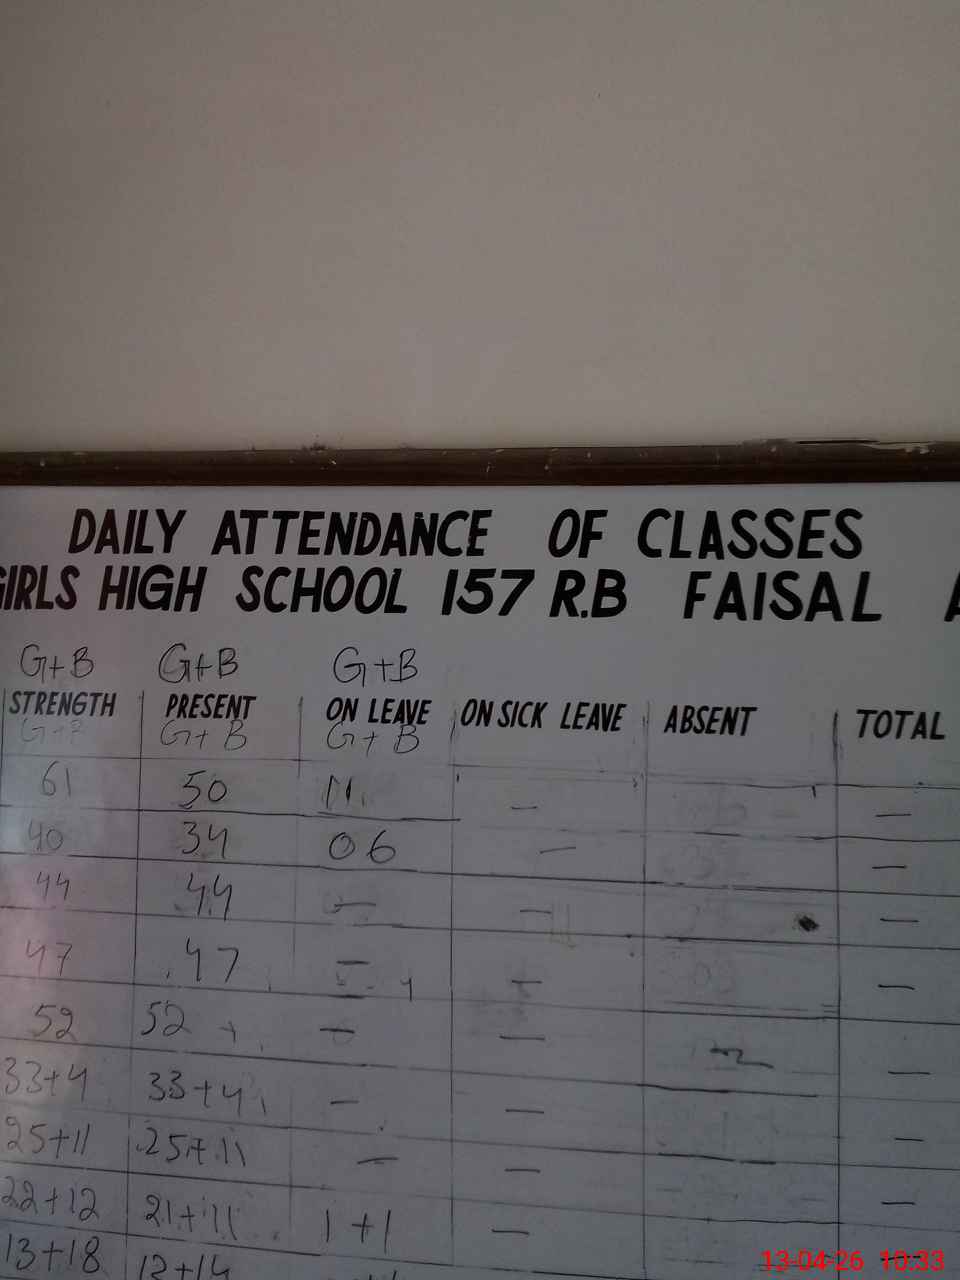 DAILY ATTENDANCE OF CLASSES
GIRLS HIGH SCHOOL 157 R.B FAISAL A
G+B G+B G+B
STRENGTH PRESENT ON LEAVE ON SICK LEAVE ABSENT TOTAL
G+B G+B G+B
61 50 11 — —
40 34 06 — —
44 44 — — —
47 47 — — —
52 52 — — —
33+4 33+4 — — —
25+11 25+11 — — —
22+12 21+11 1+1 — —
13+18
13-04-26 10:33